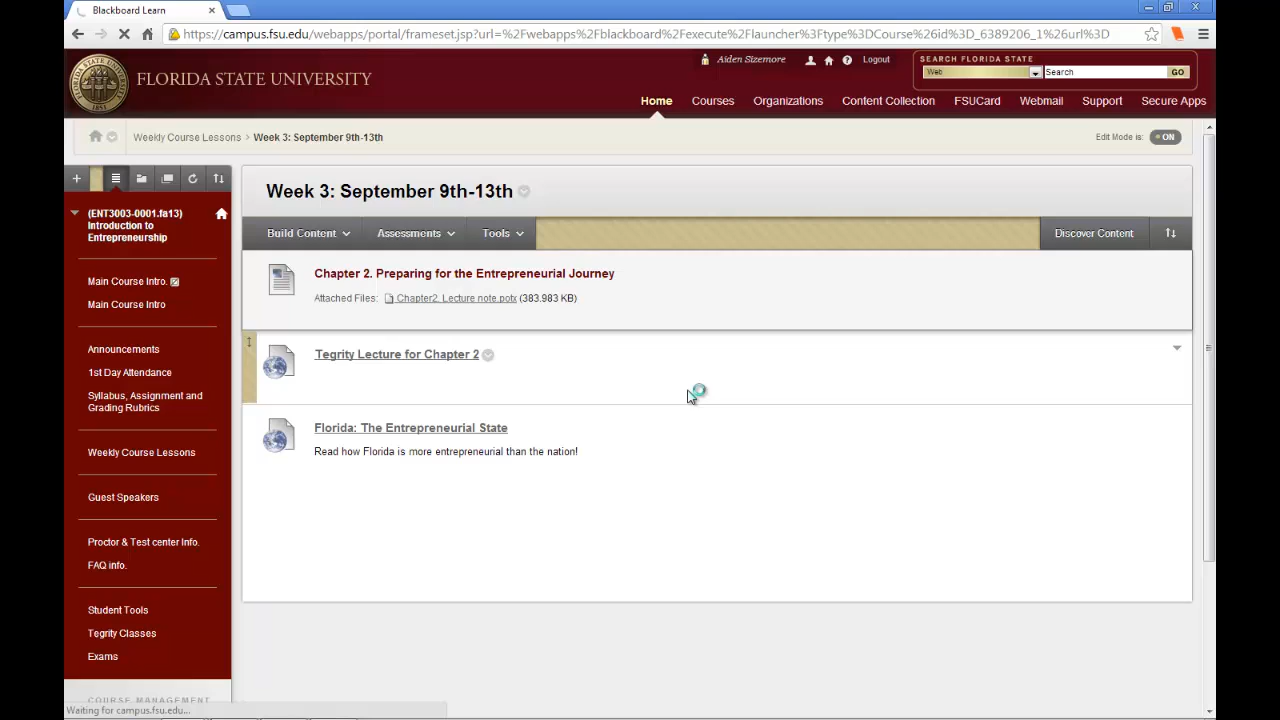 Blackboard Learn
https://campus.fsu.edu/webapps/portal/frameset.jsp?url=%2Fwebapps%2Fblackboard%2Fexecute%2Flauncher%3Ftype%3DCourse%26id%3D_6389206_1%26url%3D
FLORIDA STATE UNIVERSITY
Aiden Sizemore
Logout
SEARCH FLORIDA STATE
Web
Search
GO
Home
Courses
Organizations
Content Collection
FSUCard
Webmail
Support
Secure Apps
Weekly Course Lessons > Week 3: September 9th-13th
Edit Mode is: ON
(ENT3003-0001.fa13)
Introduction to
Entrepreneurship
Main Course Intro.
Main Course Intro
Announcements
1st Day Attendance
Syllabus, Assignment and
Grading Rubrics
Weekly Course Lessons
Guest Speakers
Proctor & Test center Info.
FAQ info.
Student Tools
Tegrity Classes
Exams
COURSE MANAGEMENT
Week 3: September 9th-13th
Build Content
Assessments
Tools
Discover Content
Chapter 2. Preparing for the Entrepreneurial Journey
Attached Files: Chapter2. Lecture note.potx (383.983 KB)
Tegrity Lecture for Chapter 2
Florida: The Entrepreneurial State
Read how Florida is more entrepreneurial than the nation!
Waiting for campus.fsu.edu...